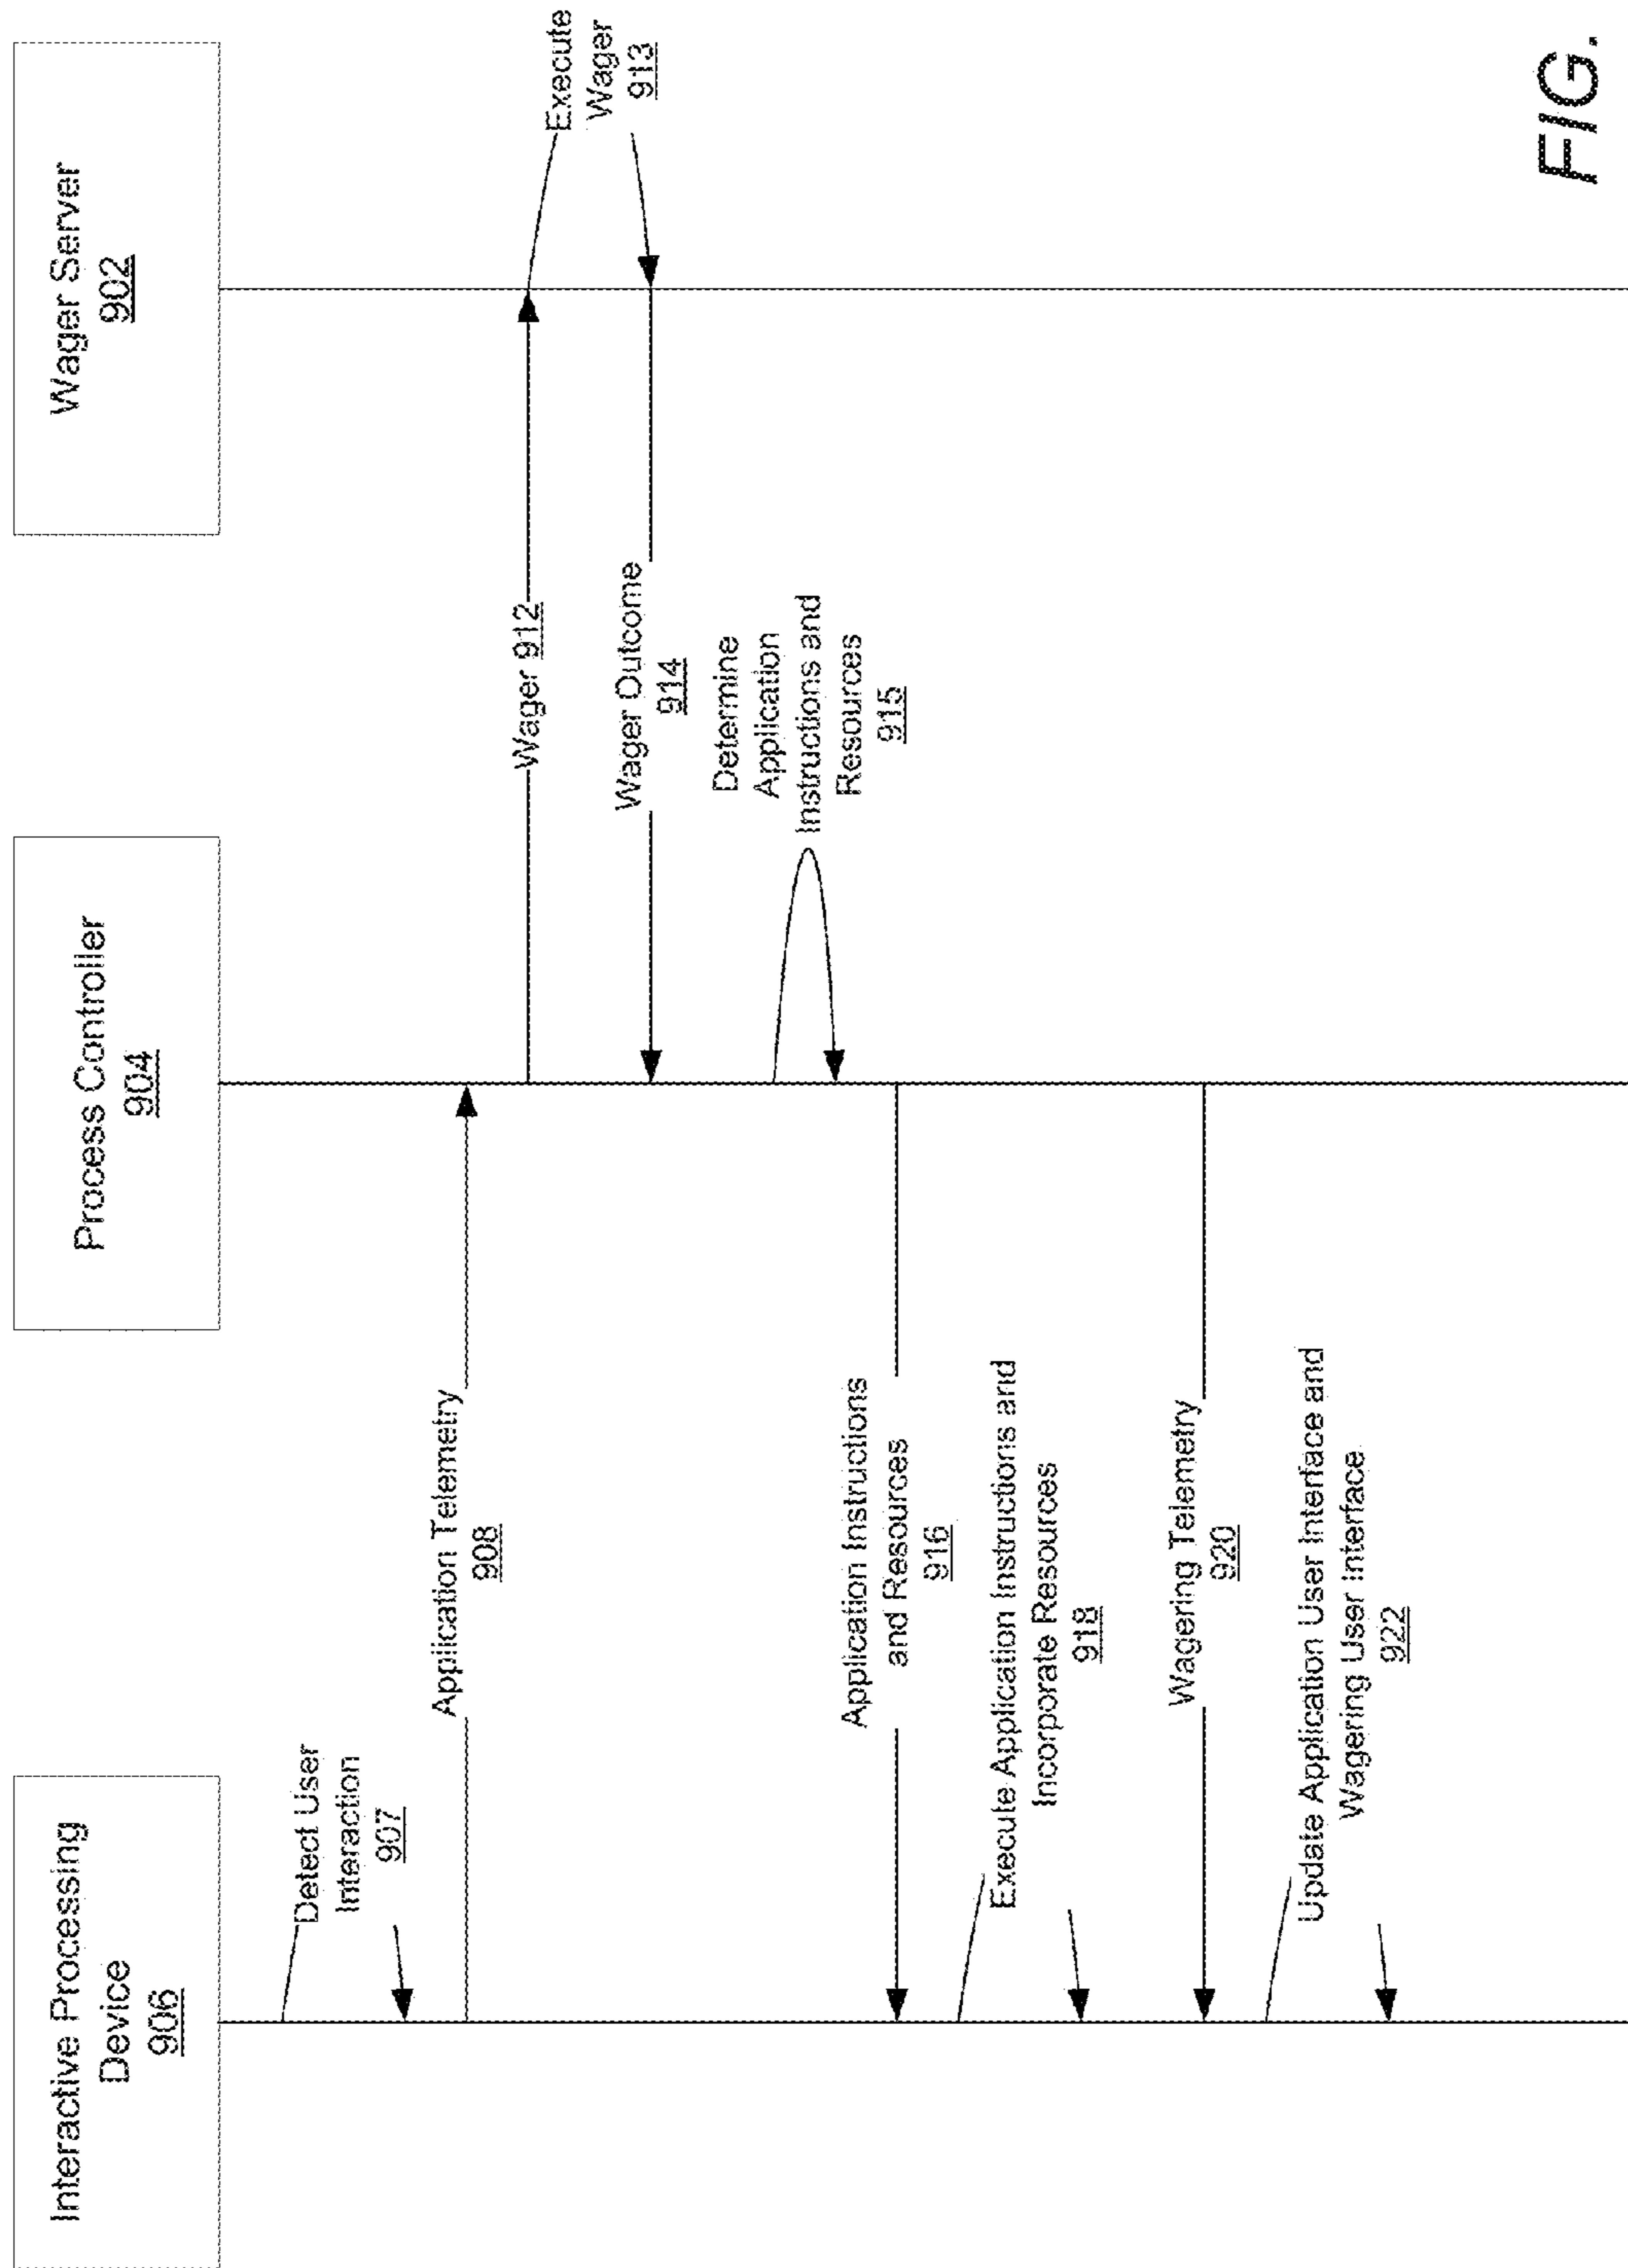 Interactive Processing
Device
906
Process Controller
904
Wager Server
902
Detect User
Interaction
907
Application Telemetry
908
Wager 912
Execute
Wager
913
Wager Outcome
914
Determine
Application
Instructions and
Resources
915
Application Instructions
and Resources
916
Execute Application Instructions and
Incorporate Resources
918
Wagering Telemetry
920
Update Application User Interface and
Wagering User Interface
922
FIG.